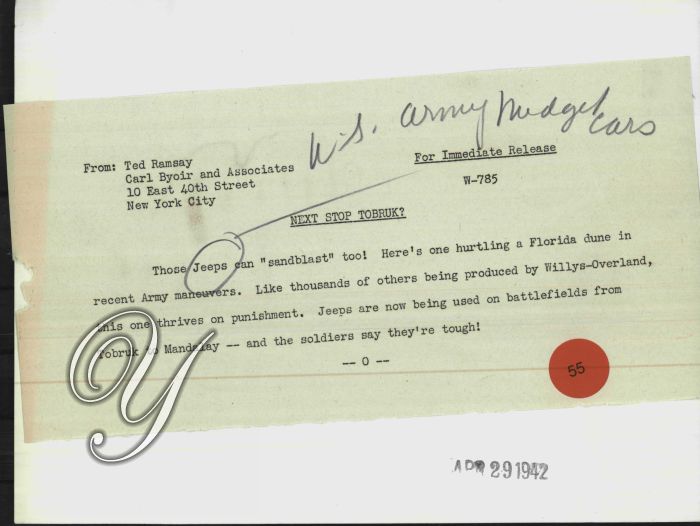 U.S. Army Midget
Cars
From: Ted Ramsay
Carl Byoir and Associates
10 East 40th Street
New York City
For Immediate Release
W-785
NEXT STOP TOBRUK?
Those Jeeps can "sandblast" too! Here's one hurtling a Florida dune in
recent Army maneuvers. Like thousands of others being produced by Willys-Overland,
this one thrives on punishment. Jeeps are now being used on battlefields from
Tobruk to Mandalay -- and the soldiers say they're tough!
-- O --
55
Y
APR 29 1942